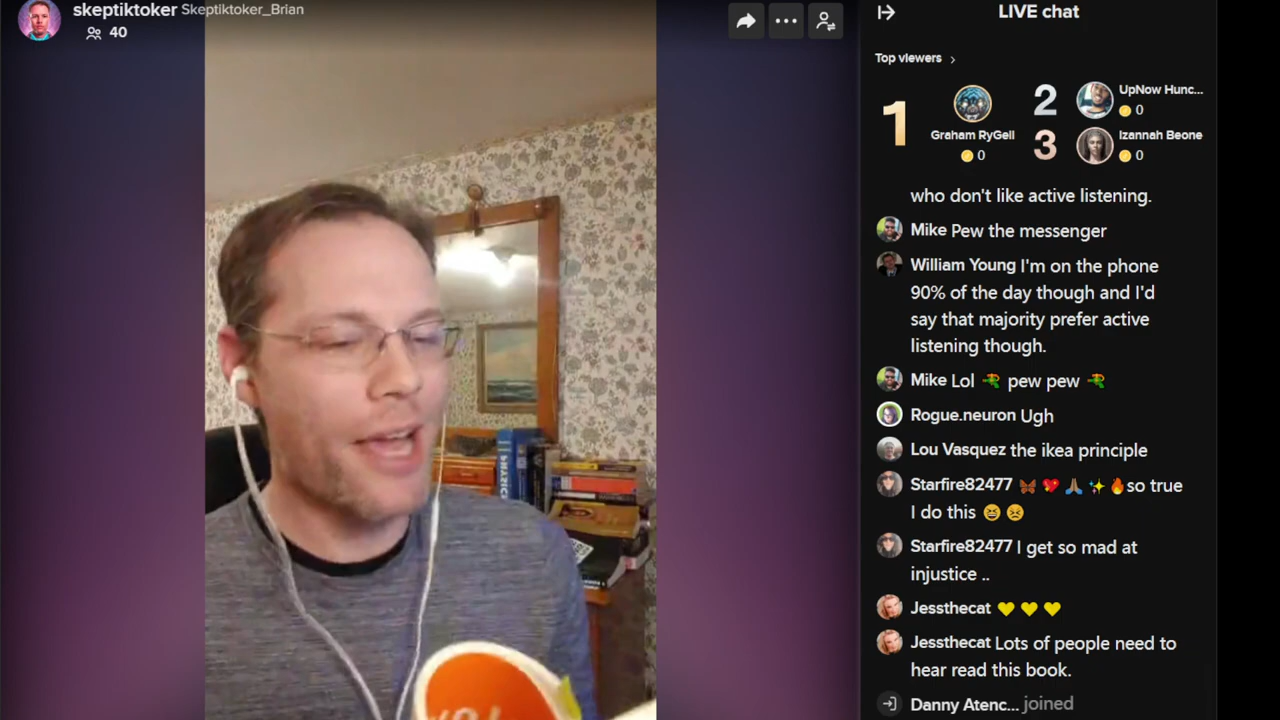 skeptiktoker Skeptiktoker_Brian
40
LIVE chat
Top viewers
1
Graham RyGell
0
2
UpNow Hunc...
0
3
Izannah Beone
0
who don't like active listening.
Mike Pew the messenger
William Young I'm on the phone
90% of the day though and I'd
say that majority prefer active
listening though.
Mike Lol 🔫 pew pew 🔫
Rogue.neuron Ugh
Lou Vasquez the ikea principle
Starfire82477 🦋 💖 🙏🏽 ✨ 🔥so true
I do this 😆 😣
Starfire82477 I get so mad at
injustice ..
Jessthecat 💛 💛 💛
Jessthecat Lots of people need to
hear read this book.
Danny Atenc... joined
PHYSICS